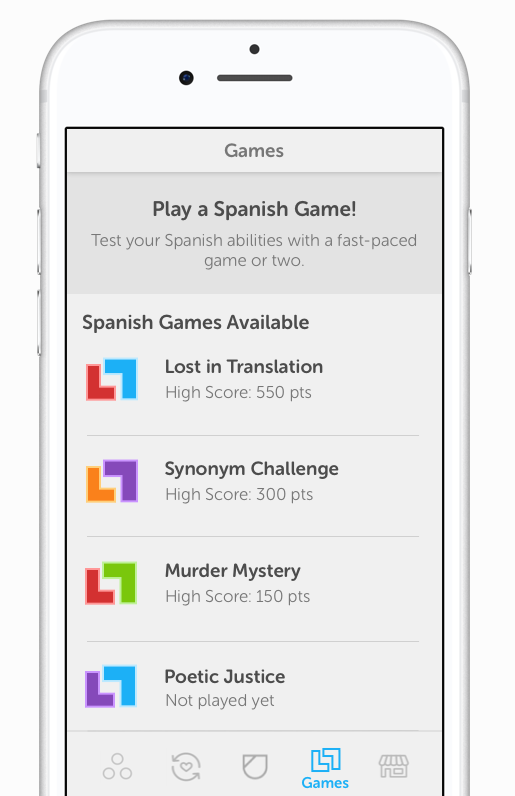 Games
Play a Spanish Game!
Test your Spanish abilities with a fast-paced
game or two.
Spanish Games Available
Lost in Translation
High Score: 550 pts
Synonym Challenge
High Score: 300 pts
Murder Mystery
High Score: 150 pts
Poetic Justice
Not played yet
Games